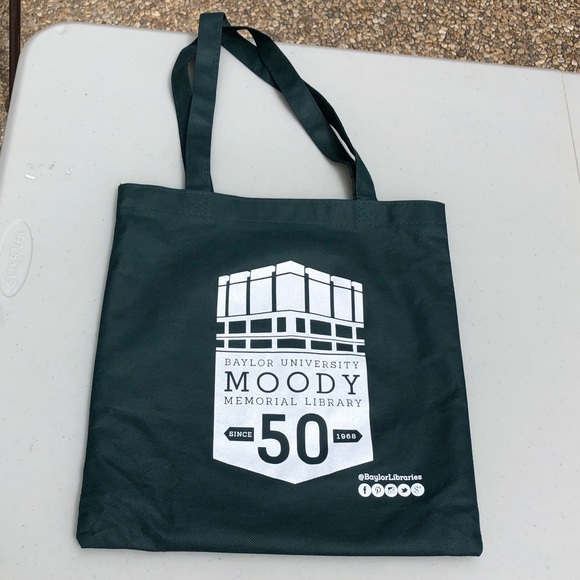 BAYLOR UNIVERSITY
MOODY
MEMORIAL LIBRARY
SINCE 50 1968
@BaylorLibraries